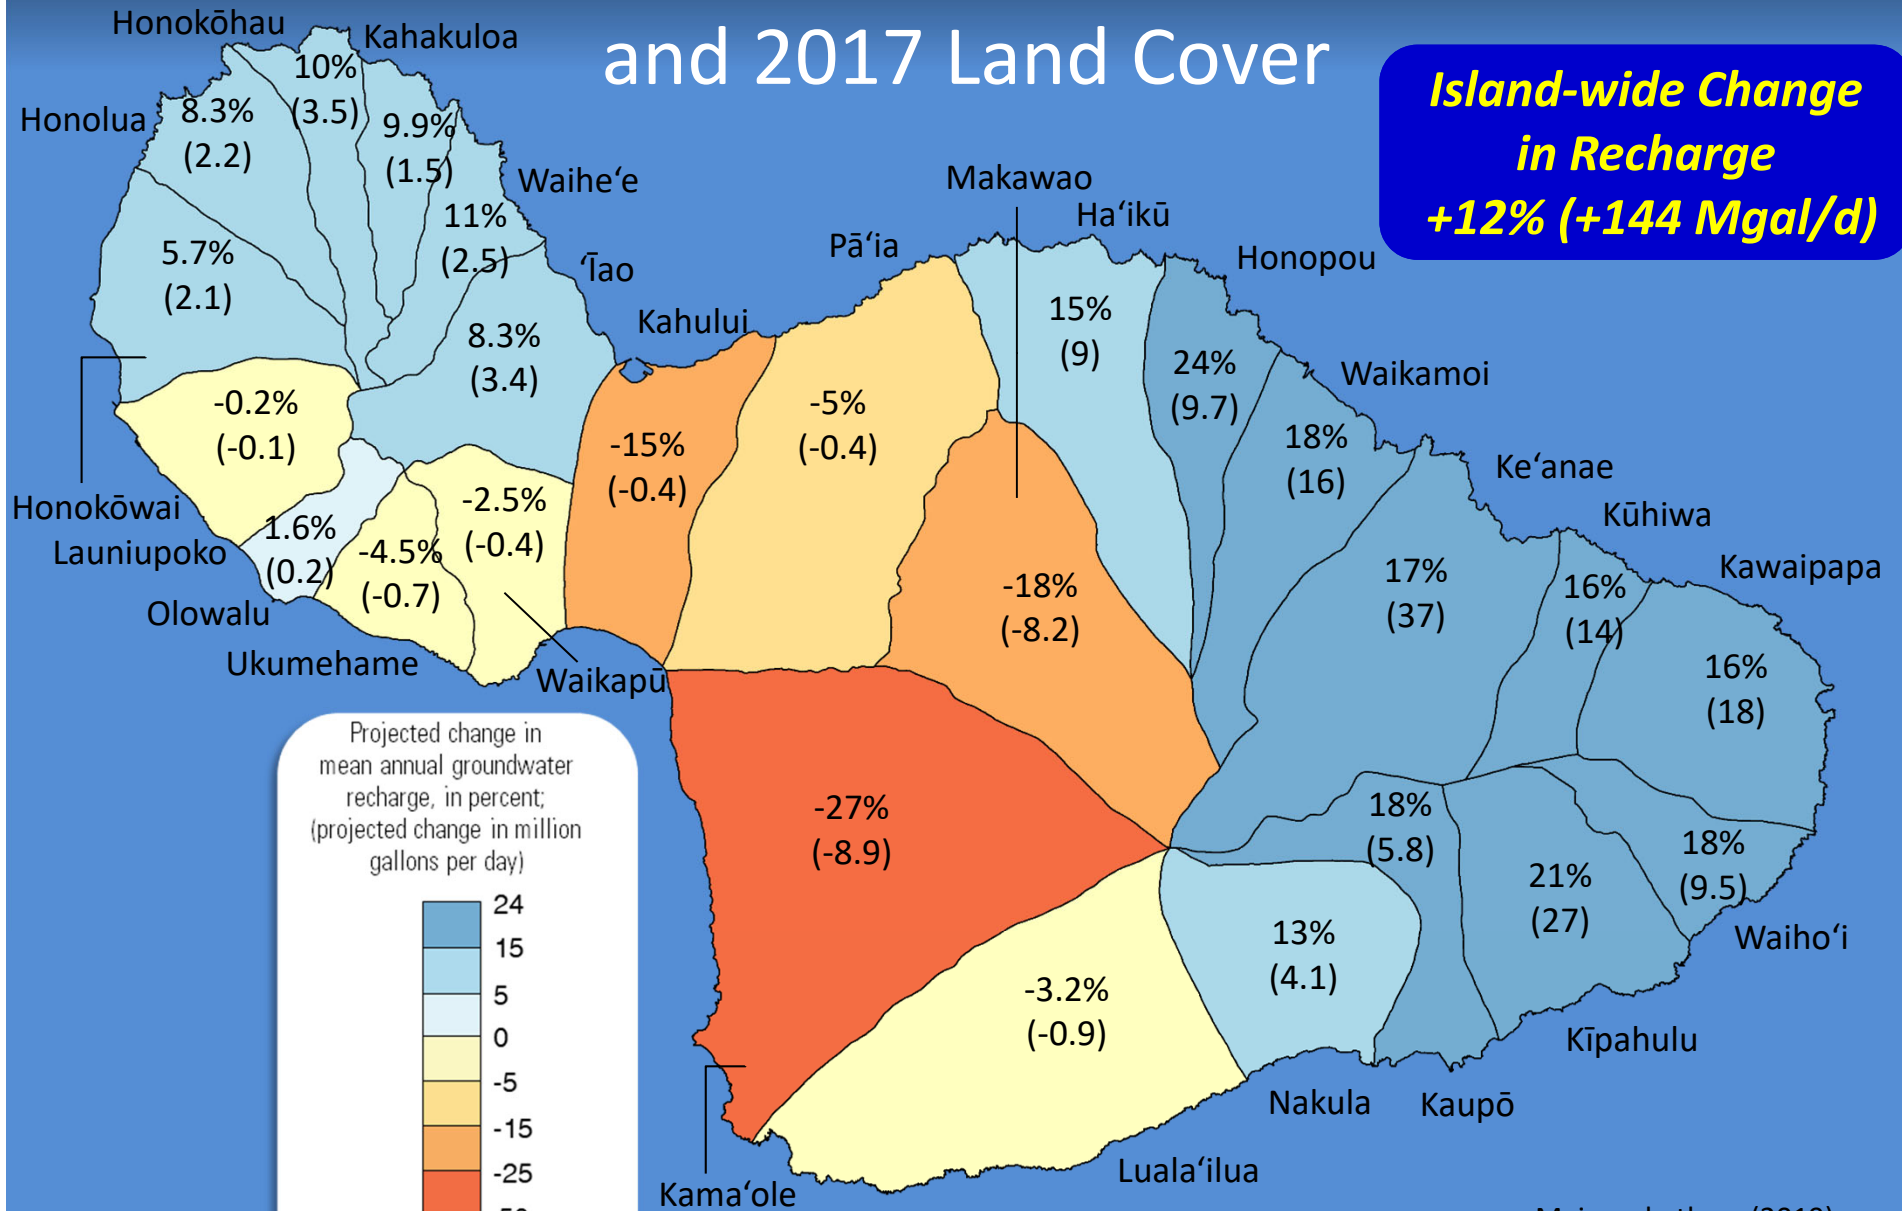 and 2017 Land Cover
Island-wide Change
in Recharge
+12% (+144 Mgal/d)
Honokōhau
Kahakuloa
10%
(3.5)
Honolua
8.3%
(2.2)
9.9%
(1.5)
Waiheʻe
11%
(2.5)
5.7%
(2.1)
ʻĪao
8.3%
(3.4)
Kahului
Pāʻia
Makawao
Haʻikū
Honopou
15%
(9)
24%
(9.7)
Waikamoi
18%
(16)
-0.2%
(-0.1)
-15%
(-0.4)
-5%
(-0.4)
Keʻanae
Kūhiwa
Kawaipapa
-2.5%
(-0.4)
Honokōwai
Launiupoko
1.6%
(0.2)
-4.5%
(-0.7)
Olowalu
Ukumehame
Waikapū
-18%
(-8.2)
17%
(37)
16%
(14)
16%
(18)
-27%
(-8.9)
18%
(5.8)
21%
(27)
18%
(9.5)
Waihoʻi
13%
(4.1)
-3.2%
(-0.9)
Kīpahulu
Nakula
Kaupō
Lualaʻilua
Kamaʻole
Projected change in
mean annual groundwater
recharge, in percent;
(projected change in million
gallons per day)
24
15
5
0
-5
-15
-25